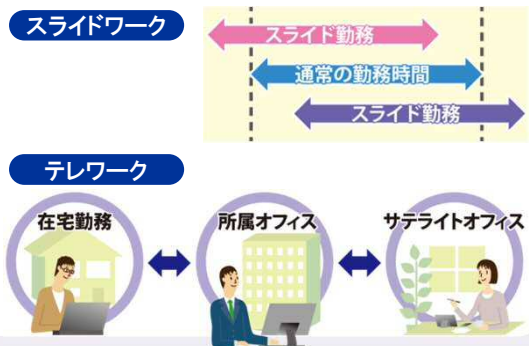 スライドワーク
スライド勤務
通常の勤務時間
スライド勤務
テレワーク
在宅勤務
所属オフィス
サテライトオフィス